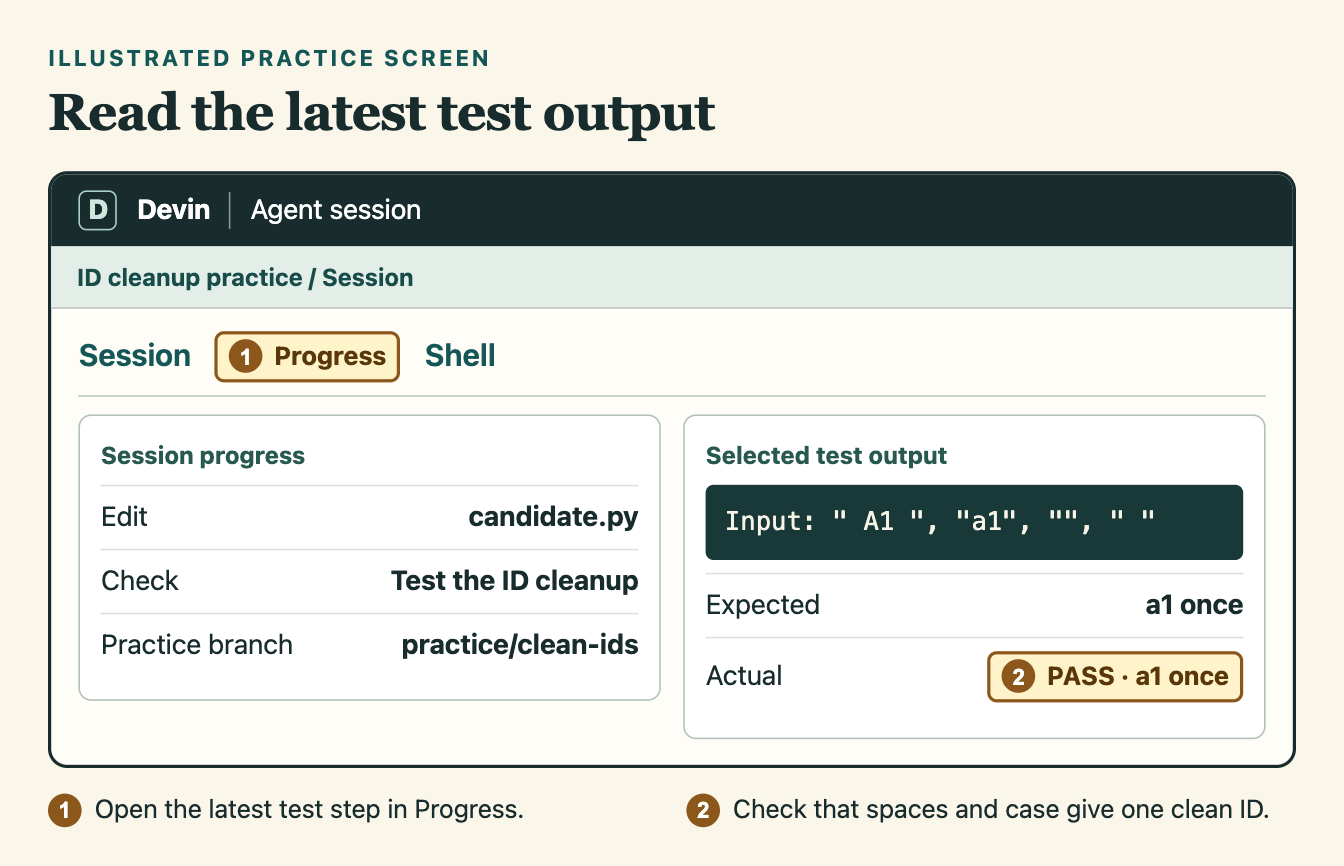 ILLUSTRATED PRACTICE SCREEN
Read the latest test output
D Devin Agent session
ID cleanup practice / Session
Session 1 Progress Shell
Session progress
Edit candidate.py
Check Test the ID cleanup
Practice branch practice/clean-ids
Selected test output
Input: " A1 ", "a1", "", " "
Expected a1 once
Actual 2 PASS · a1 once
1 Open the latest test step in Progress.
2 Check that spaces and case give one clean ID.